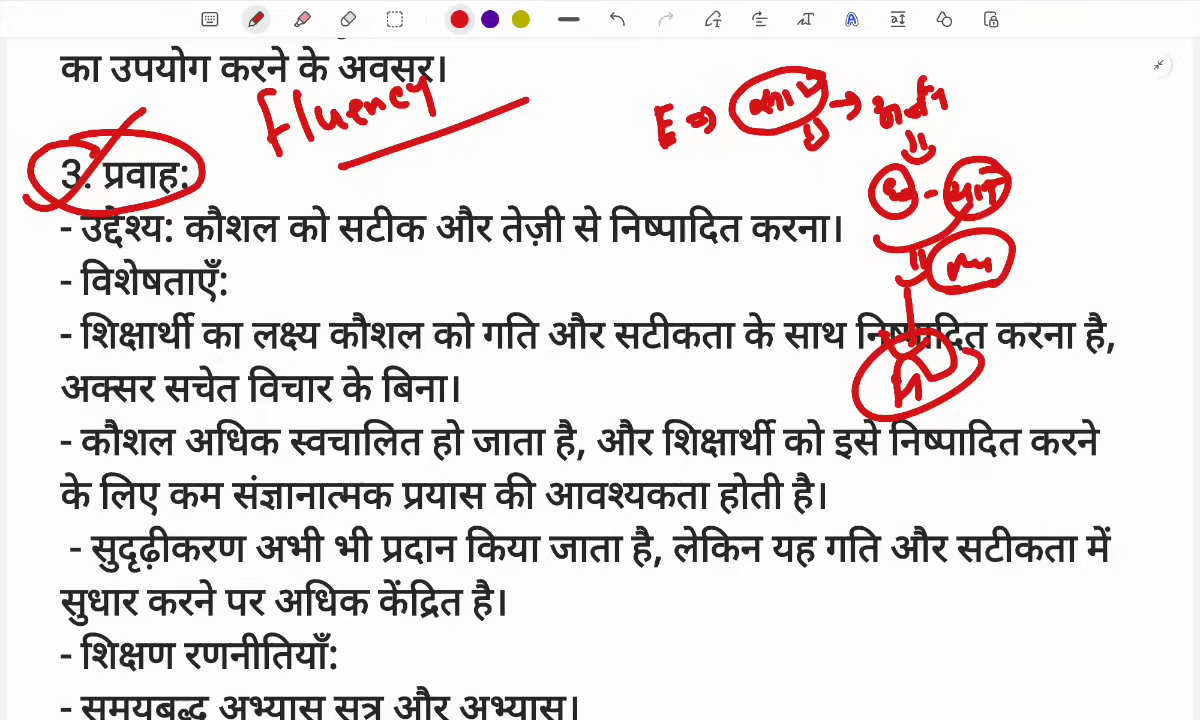 का उपयोग करने के अवसर।
Fluency
E ⇒
3. प्रवाह:
- उद्देश्य: कौशल को सटीक और तेज़ी से निष्पादित करना।
- विशेषताएँ:
- शिक्षार्थी का लक्ष्य कौशल को गति और सटीकता के साथ निष्पादित करना है,
अक्सर सचेत विचार के बिना।
- कौशल अधिक स्वचालित हो जाता है, और शिक्षार्थी को इसे निष्पादित करने
के लिए कम संज्ञानात्मक प्रयास की आवश्यकता होती है।
- सुदृढ़ीकरण अभी भी प्रदान किया जाता है, लेकिन यह गति और सटीकता में
सुधार करने पर अधिक केंद्रित है।
- शिक्षण रणनीतियाँ:
- समयबद्ध अभ्यास सत्र और अभ्यास।